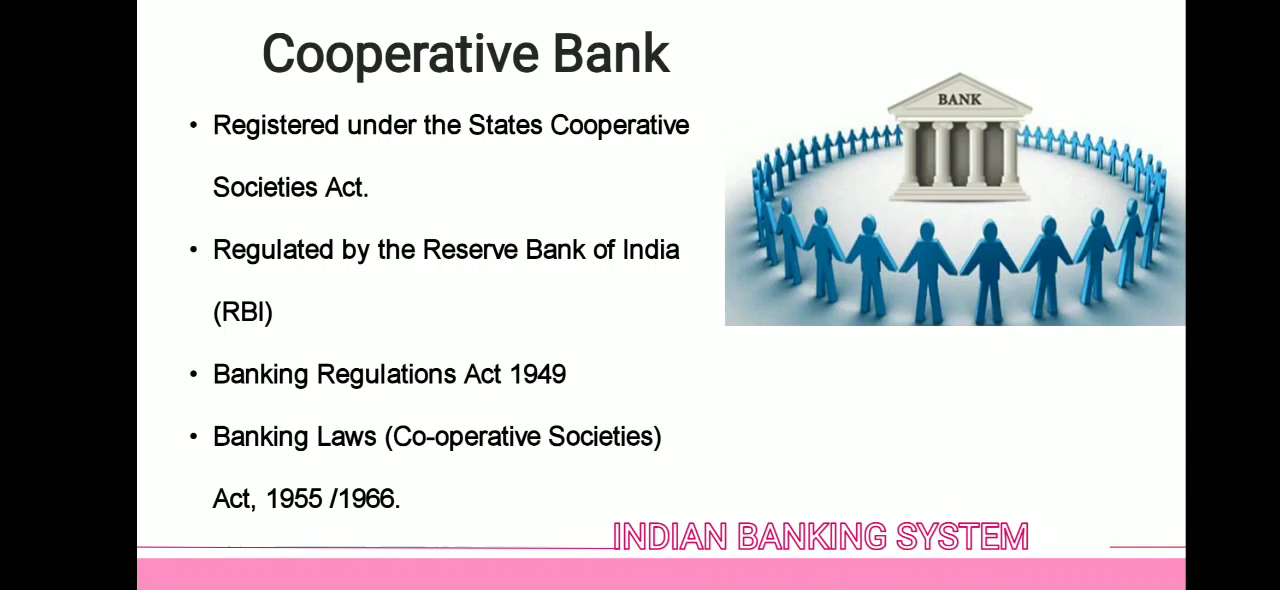 Cooperative Bank
• Registered under the States Cooperative
Societies Act.
• Regulated by the Reserve Bank of India
(RBI)
• Banking Regulations Act 1949
• Banking Laws (Co-operative Societies)
Act, 1955 /1966.
BANK
INDIAN BANKING SYSTEM